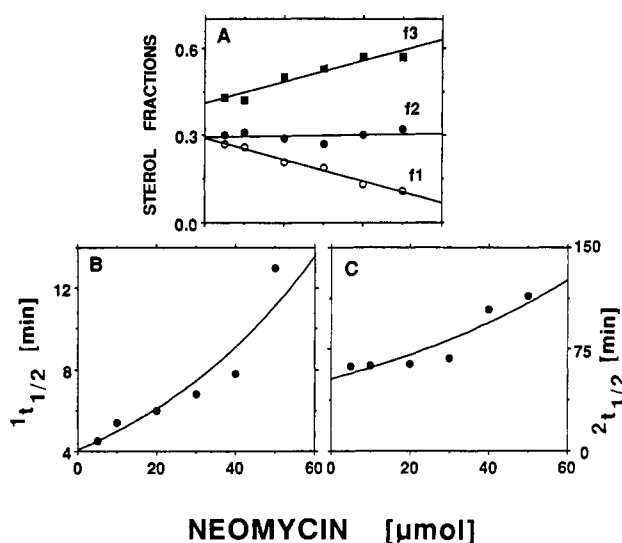 A
f3
f2
f1
0.6
0.3
0.0
STEROL FRACTIONS
B
12
8
4
¹t₁/₂ [min]
0 20 40 60
C
150
75
0
²t₁/₂ [min]
0 20 40 60
NEOMYCIN [µmol]